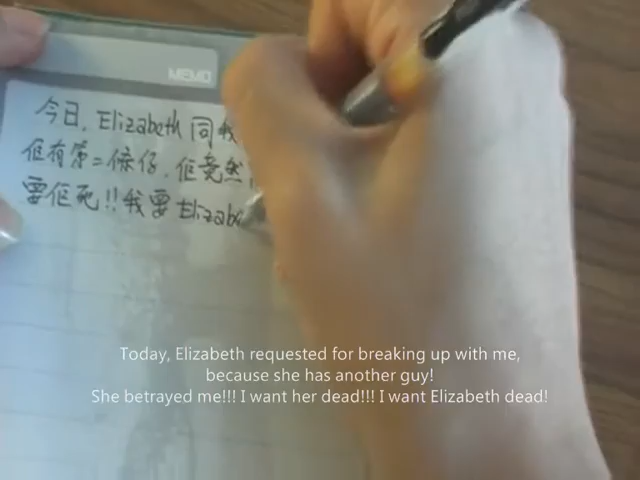 MEMO
今日, Elizabeth 同我
佢有第二條仔, 佢竟然
要佢死!! 我要 Elizabe
Today, Elizabeth requested for breaking up with me,
because she has another guy!
She betrayed me!!! I want her dead!!! I want Elizabeth dead!